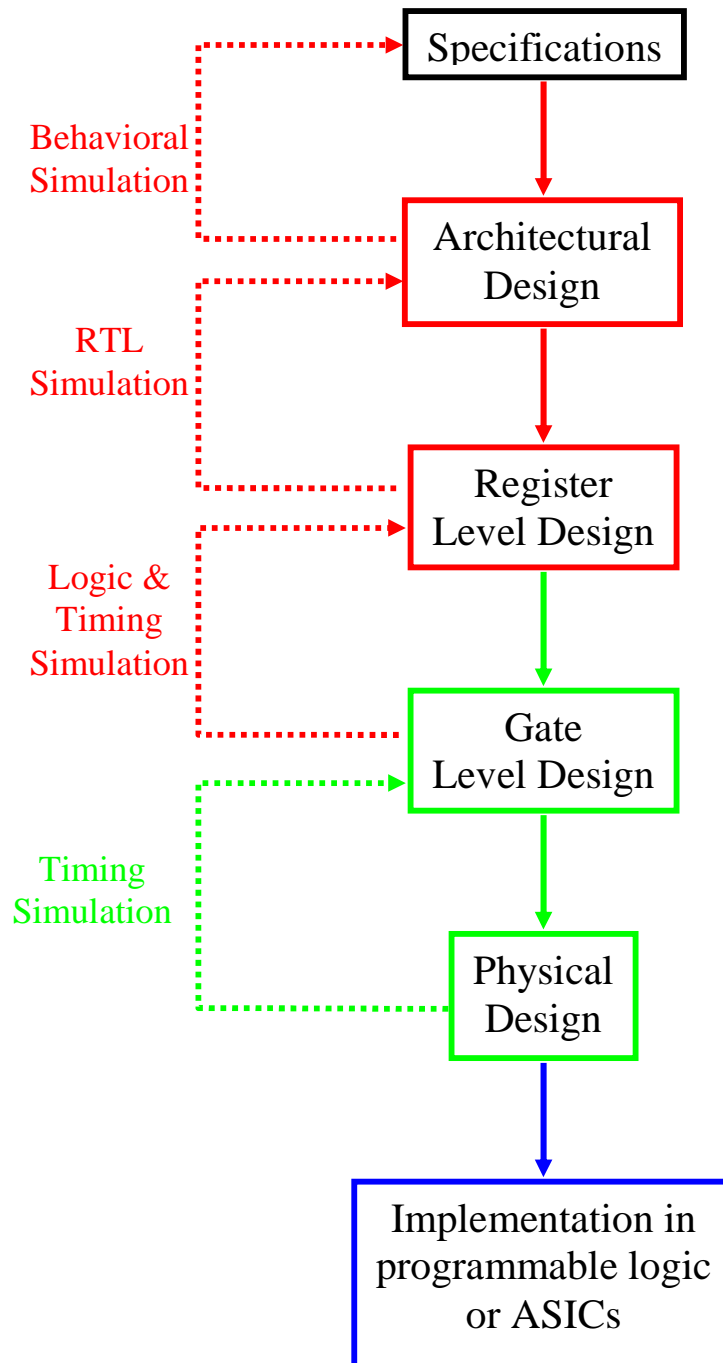 Specifications
Behavioral
Simulation
Architectural
Design
RTL
Simulation
Register
Level Design
Logic &
Timing
Simulation
Gate
Level Design
Timing
Simulation
Physical
Design
Implementation in
programmable logic
or ASICs